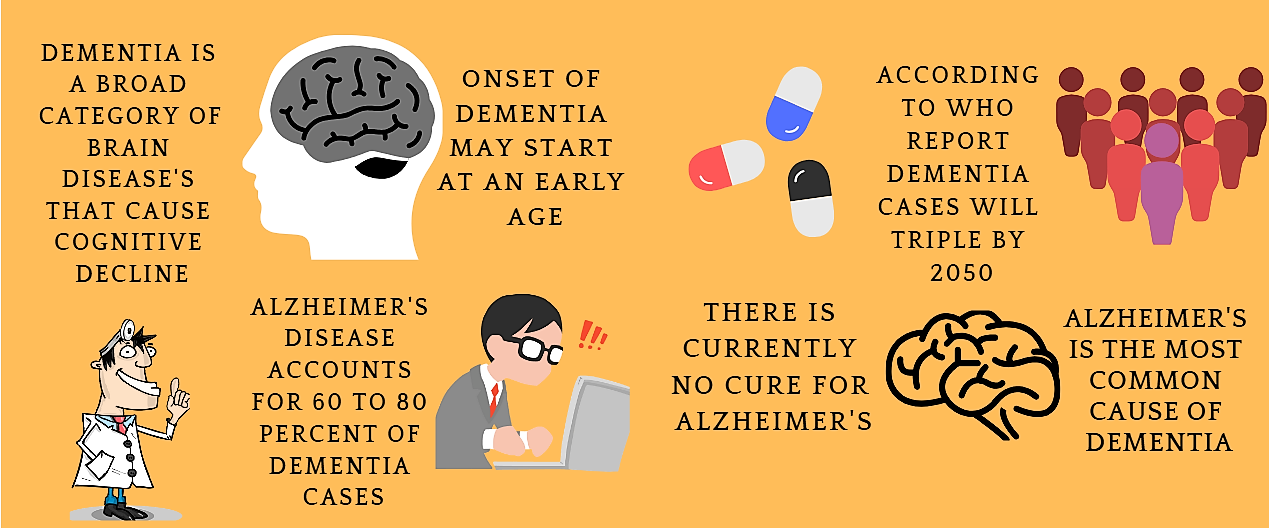 DEMENTIA IS
A BROAD
CATEGORY OF
BRAIN
DISEASE'S
THAT CAUSE
COGNITIVE
DECLINE
ONSET OF
DEMENTIA
MAY START
AT AN EARLY
AGE
ALZHEIMER'S
DISEASE
ACCOUNTS
FOR 60 TO 80
PERCENT OF
DEMENTIA
CASES
!!!
ACCORDING
TO WHO
REPORT
DEMENTIA
CASES WILL
TRIPLE BY
2050
THERE IS
CURRENTLY
NO CURE FOR
ALZHEIMER'S
ALZHEIMER'S
IS THE MOST
COMMON
CAUSE OF
DEMENTIA